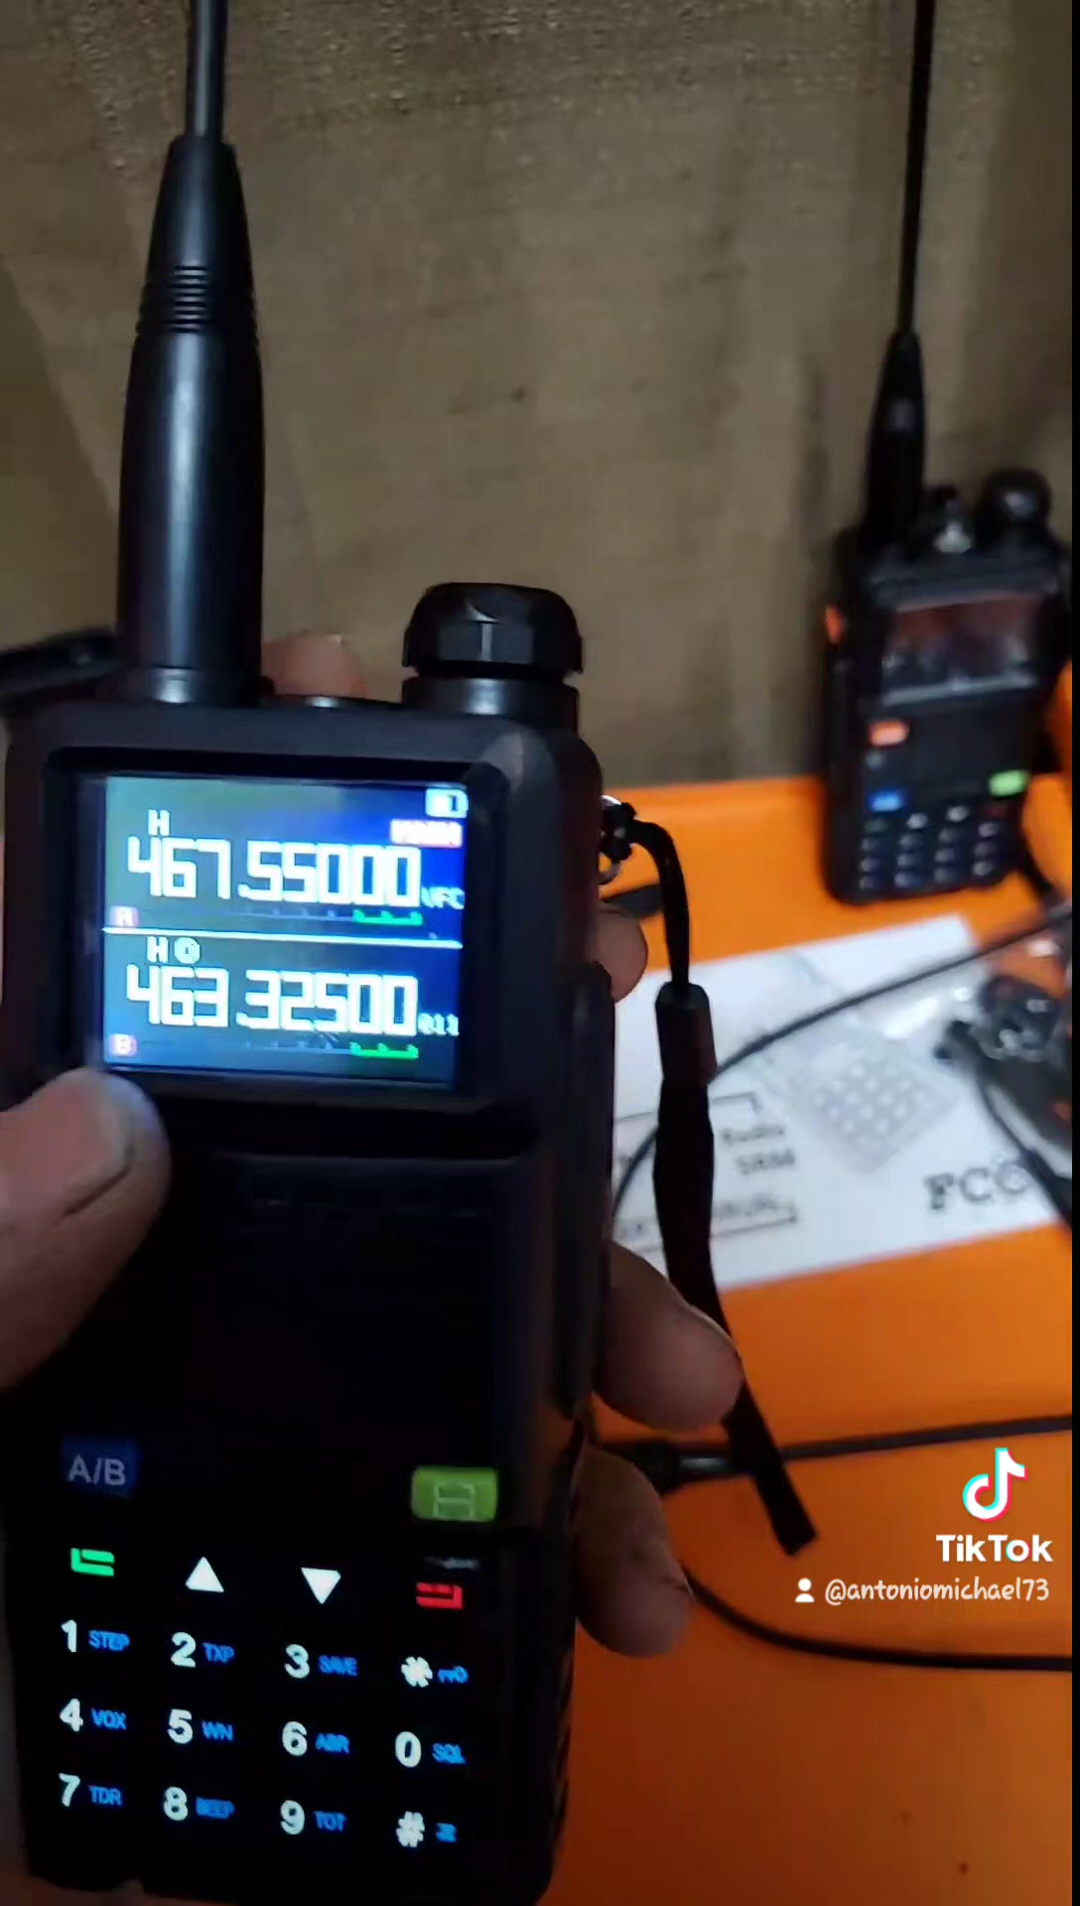 H
467.55000
A
H
463.32500
B
A/B
1 STEP 2 TXP 3 SAVE *
4 VOX 5 WN 6 ABR 0 SQL
7 TDR 8 BEEP 9 TOT #
Radio
FCC
TikTok
@antoniomichael73